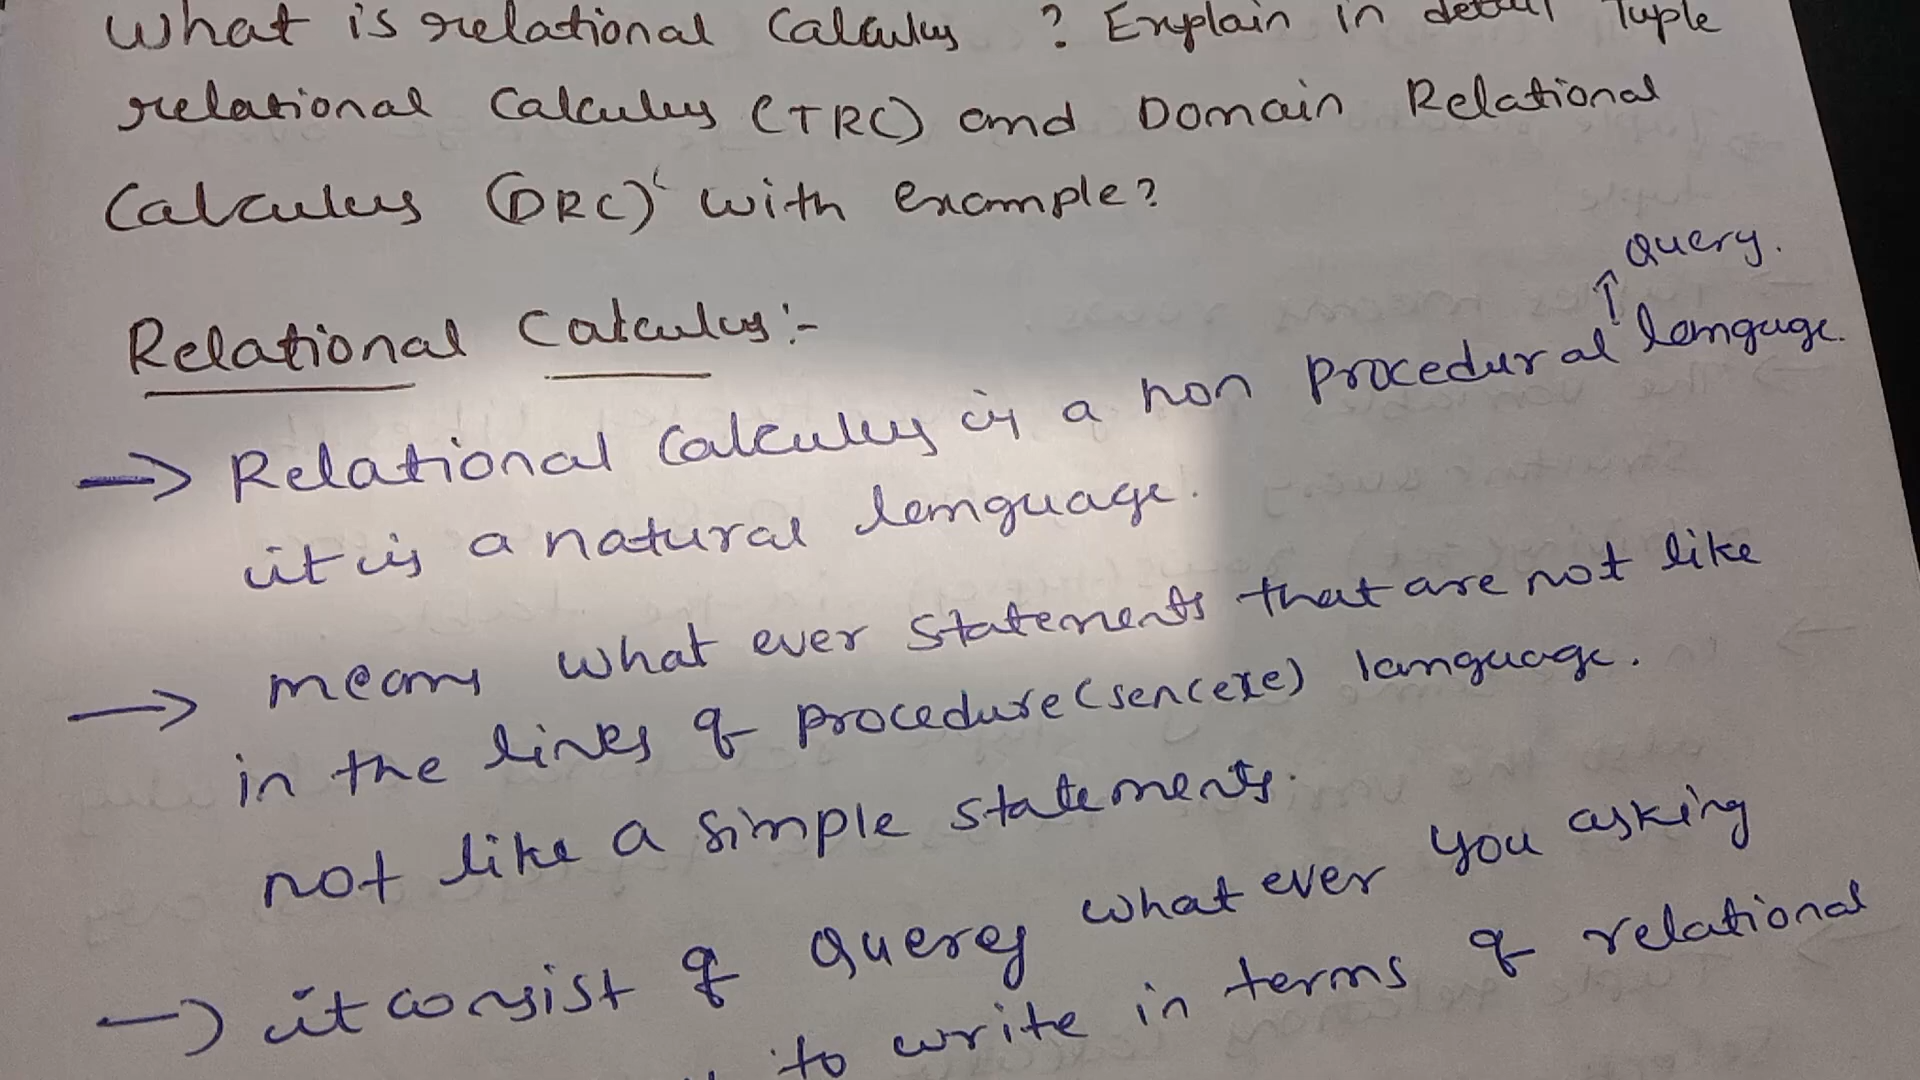 What is relational Calculus ? Explain in detail Tuple
relational Calculus (TRC) and Domain Relational
Calculus (DRC) with example?
Query.
Relational Calculus:-
→ Relational Calculus is a non procedural ↑ language.
it is a natural lenguage.
→ means what ever statements that are not like
in the lines of procedure (sencexe) language.
not like a simple statements.
→ it consist of Query what ever you asking
to write in terms of relational